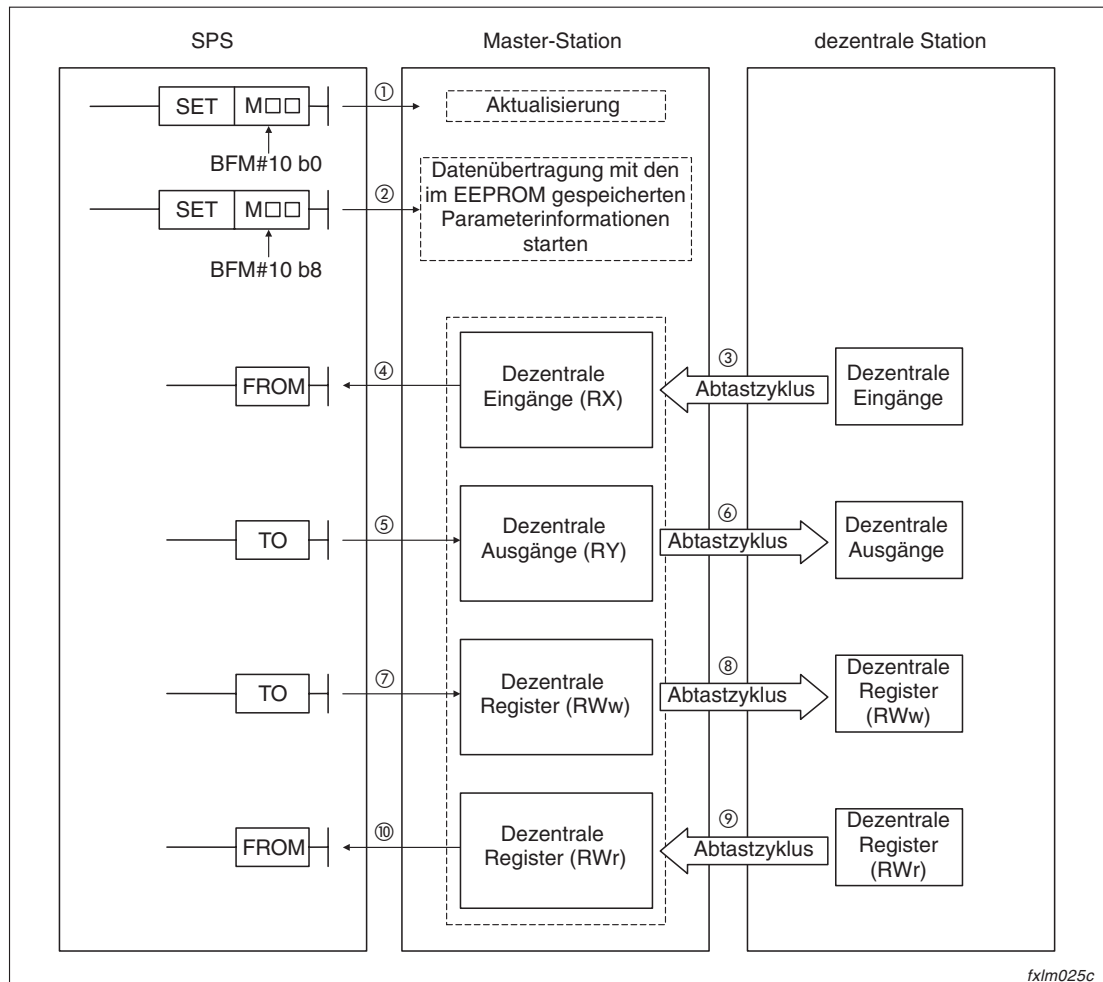 SPS
Master-Station
dezentrale Station
SET M□□
①
Aktualisierung
BFM#10 b0
SET M□□
②
Datenübertragung mit den
im EEPROM gespeicherten
Parameterinformationen
starten
BFM#10 b8
FROM
④
Dezentrale
Eingänge (RX)
③
Abtastzyklus
Dezentrale
Eingänge
TO
⑤
Dezentrale
Ausgänge (RY)
⑥
Abtastzyklus
Dezentrale
Ausgänge
TO
⑦
Dezentrale
Register (RWw)
⑧
Abtastzyklus
Dezentrale
Register
(RWw)
FROM
⑩
Dezentrale
Register (RWr)
⑨
Abtastzyklus
Dezentrale
Register
(RWr)
fxlm025c